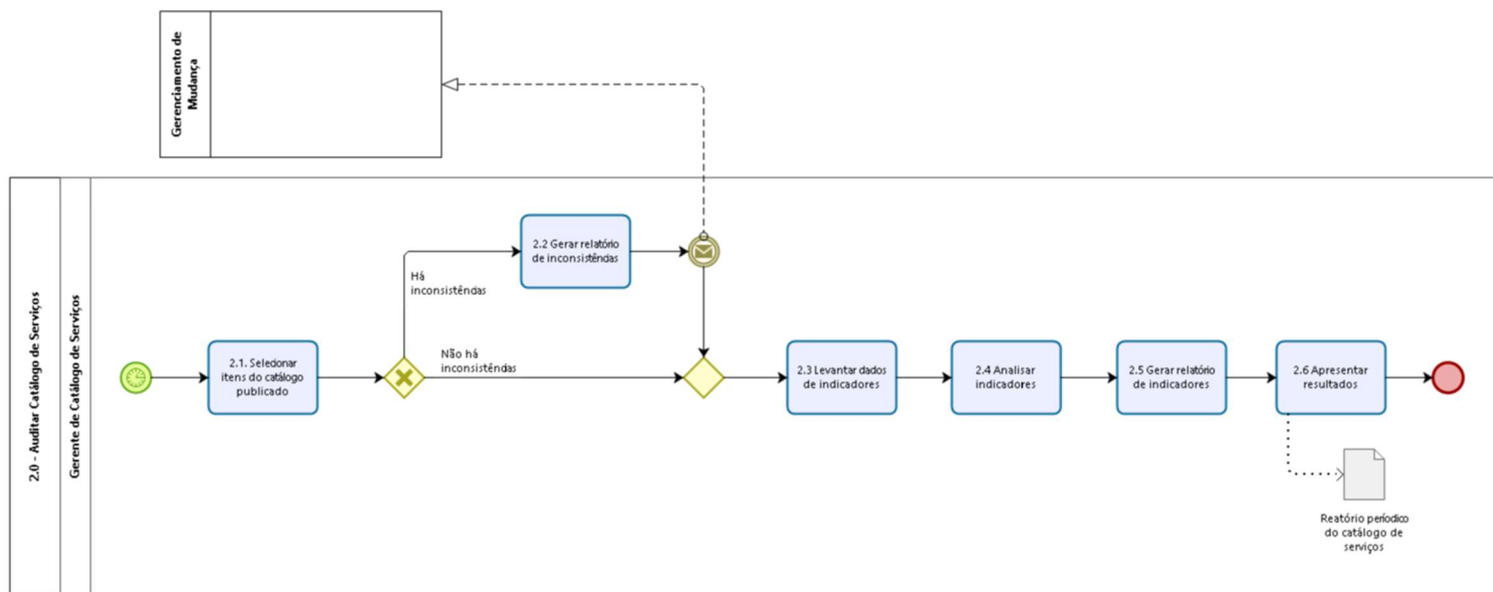 Gerenciamento de
Mudança
2.0 - Auditar Catálogo de Serviços
Gerente de Catálogo de Serviços
2.1. Selecionar
itens do catálogo
publicado
Há
inconsistências
2.2 Gerar relatório
de inconsistências
Não há
inconsistências
2.3 Levantar dados
de indicadores
2.4 Analisar
indicadores
2.5 Gerar relatório
de indicadores
2.6 Apresentar
resultados
Reatório períodico
do catálogo de
serviços